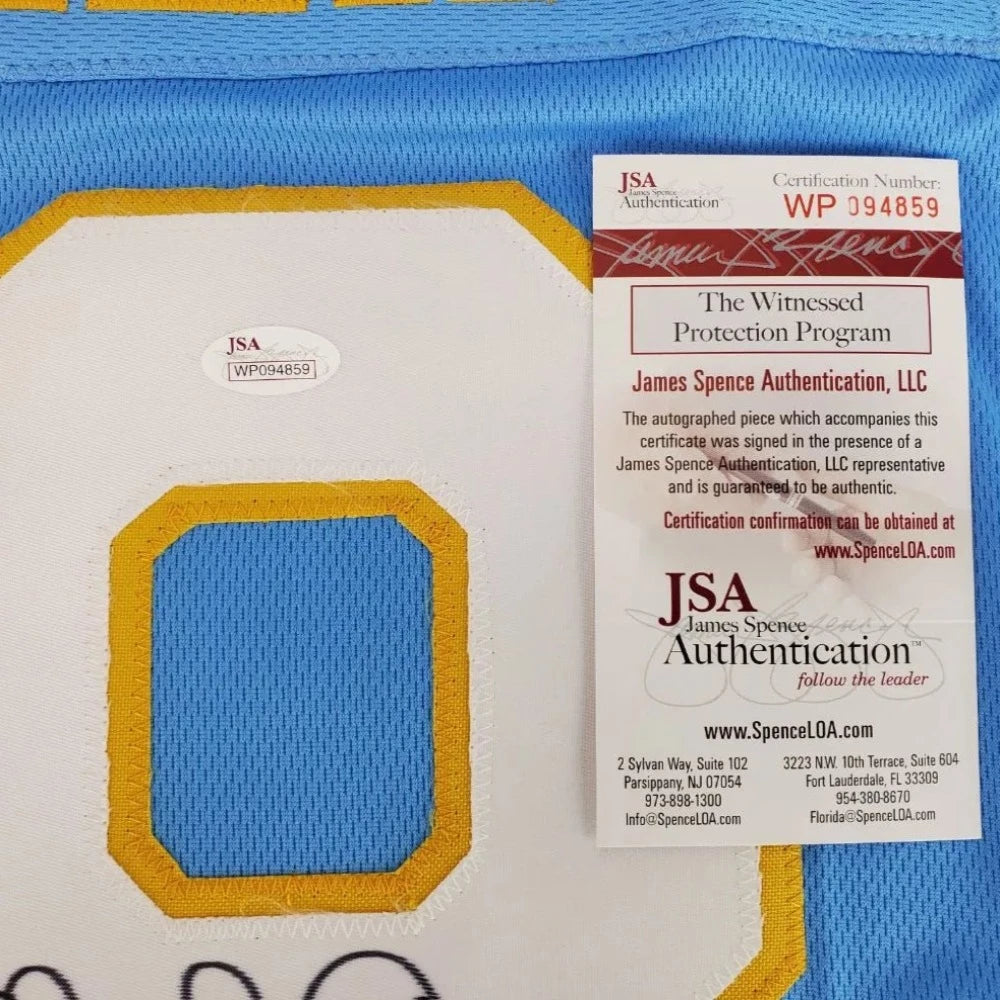 JSA
James Spence
Authentication
Certification Number:
WP 094859
The Witnessed
Protection Program
James Spence Authentication, LLC
The autographed piece which accompanies this
certificate was signed in the presence of a
James Spence Authentication, LLC representative
and is guaranteed to be authentic.
Certification confirmation can be obtained at
www.SpenceLOA.com
JSA
James Spence
Authentication™
follow the leader
www.SpenceLOA.com
2 Sylvan Way, Suite 102
Parsippany, NJ 07054
973-898-1300
Info@SpenceLOA.com
3223 N.W. 10th Terrace, Suite 604
Fort Lauderdale, FL 33309
954-380-8670
Florida@SpenceLOA.com
JSA
WP094859